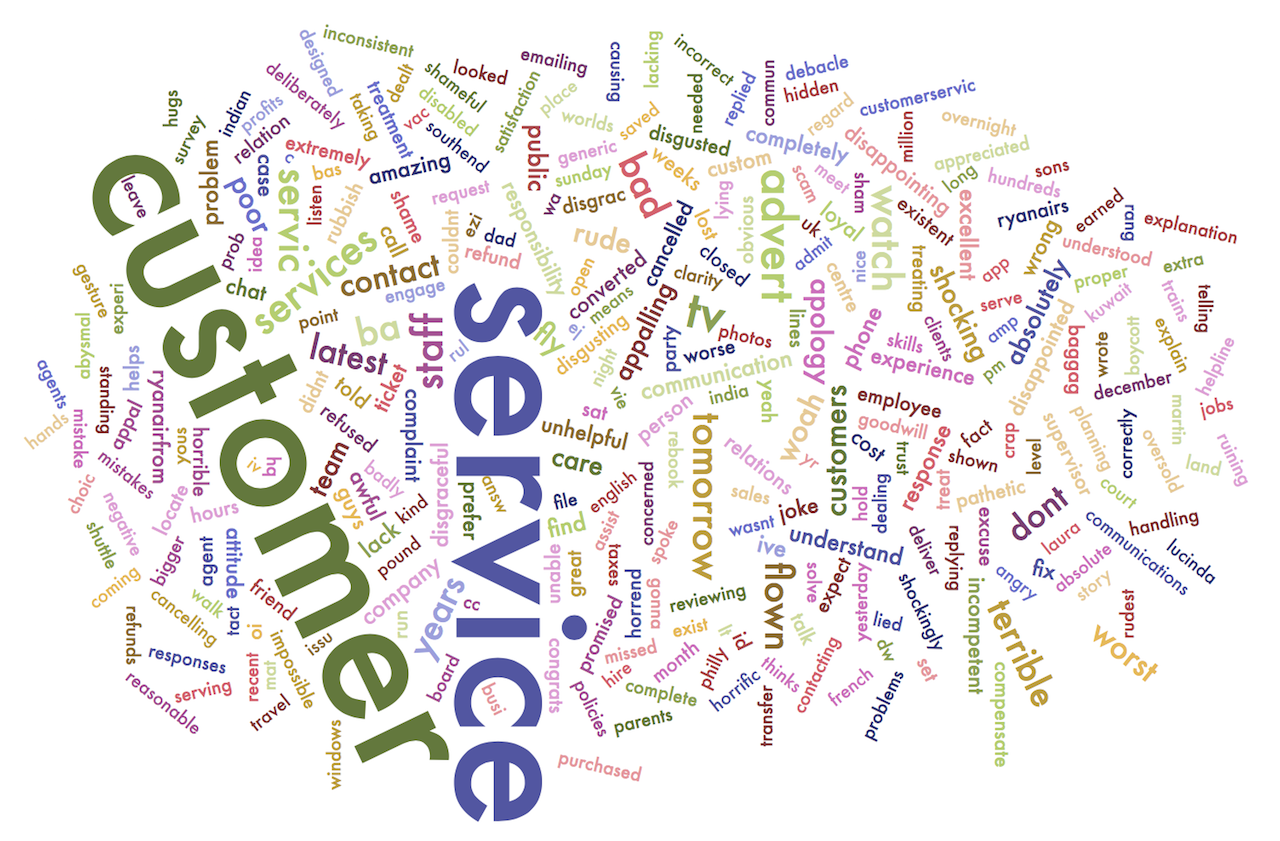 customer
service
inconsistent
designed
deliberately
shameful
looked
dealt
treatment
taking
disabled
vac
southend
satisfaction
emailing
place
worlds
causing
saved
lacking
incorrect
needed
disgusted
replied
commun
debacle
hidden
customerservic
regard
overnight
million
appreciated
disappointing
completely
hugs
survey
indian
profits
relation
problem
case
c
poor
servic
extremely
bas
listen
rubbish
amazing
shame
call
request
couldnt
ezi
dad
refund
responsibility
public
generic
sunday
wa
disgrac
bad
weeks
custom
lying
lost
scam
obvious
advert
meet
sham
watch
loyal
uk
admit
nice
existent
long
hundreds
sons
excellent
ryanairs
earned
rang
explanation
understood
wrong
leave
prob
idea
chat
services
contact
engage
point
ba
staff
latest
rul
rude
open
converted
cancelled
closed
clarity
means
fly
disgusting
appalling
tv
photos
party
worse
lines
apology
centre
phone
treating
shocking
skills
clients
experience
app
serve
amp
pm
absolutely
proper
extra
kuwait
trains
telling
gesture
experi
abysmal
helps
agents
standing
appal
hands
mistake
mistakes
ryanairfrom
yous
horrible
didnt
told
ticket
refused
complaint
night
vie
communication
india
yeah
woah
customers
employee
goodwill
disappointed
baggag
wrote
boycott
explain
december
helpline
jobs
martin
iv
hq
team
guys
awful
badly
kind
lack
pound
disgraceful
prefer
answ
unhelpful
sat
care
file
find
english
person
rebook
tomorrow
relations
yr
cost
trust
response
fact
shown
crap
level
supervisor
planning
correctly
oversold
land
ruining
choic
negative
locate
hours
shuttle
bigger
agent
eptitu
tact
coming
cancelling
walk
friend
company
run
years
cc
unable
great
assist
taxes
concerned
spoke
gonna
horrend
sales
wasnt
joke
hold
dealing
treat
pathetic
dont
court
handling
communications
lucinda
ive
understand
deliver
replying
excuse
laura
fix
absolute
story
angry
refunds
responses
reasonable
serving
recent
oi
mat
impossible
issu
travel
windows
board
busi
congrats
promised
policies
missed
hire
complete
parents
purchased
reviewing
exist
month
philly
horrific
thinks
transfer
flown
solve
expect
talk
yesterday
lied
shockingly
dw
set
contacting
french
problems
incompetent
terrible
compensate
worst
rudest